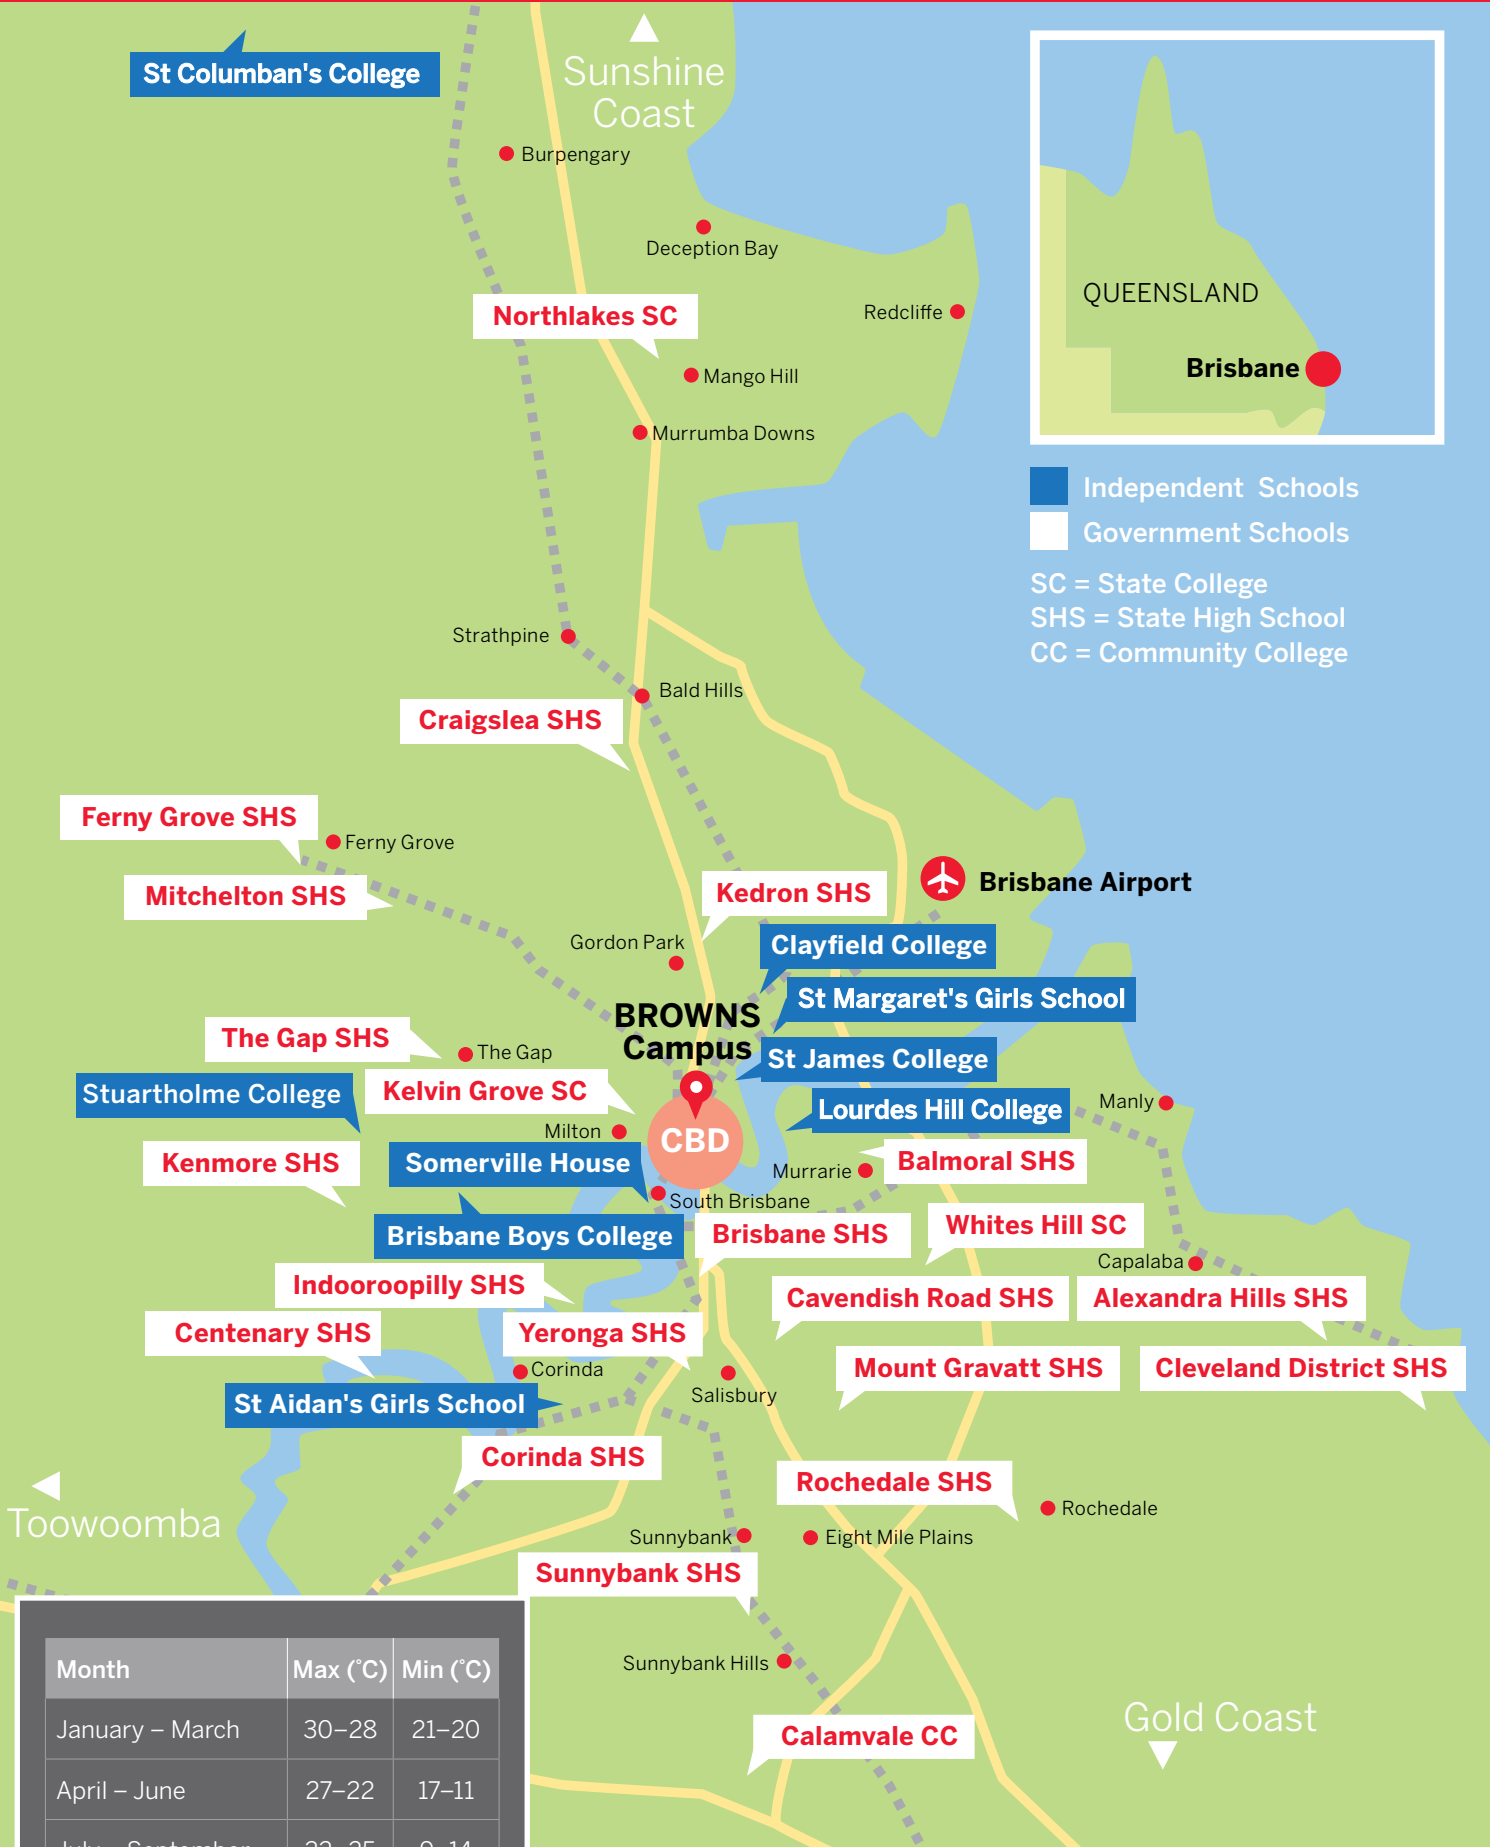 St Columban's College
Sunshine
Coast
Burpengary
Deception Bay
Redcliffe
Northlakes SC
Mango Hill
Murrumba Downs
QUEENSLAND
Brisbane
Independent Schools
Government Schools
SC = State College
SHS = State High School
CC = Community College
Strathpine
Bald Hills
Craigslea SHS
Ferny Grove SHS
Ferny Grove
Mitchelton SHS
Kedron SHS
Brisbane Airport
Gordon Park
Clayfield College
St Margaret's Girls School
BROWNS
Campus
The Gap SHS
The Gap
St James College
Stuartholme College
Kelvin Grove SC
Lourdes Hill College
Manly
Milton
CBD
Kenmore SHS
Somerville House
Murrarie
Balmoral SHS
South Brisbane
Brisbane Boys College
Brisbane SHS
Whites Hill SC
Capalaba
Indooroopilly SHS
Cavendish Road SHS
Alexandra Hills SHS
Centenary SHS
Yeronga SHS
Corinda
Salisbury
Mount Gravatt SHS
Cleveland District SHS
St Aidan's Girls School
Corinda SHS
Rochedale SHS
Rochedale
Toowoomba
Sunnybank
Eight Mile Plains
Sunnybank SHS
Sunnybank Hills
Calamvale CC
Gold Coast
Month Max (°C) Min (°C)
January – March 30–28 21–20
April – June 27–22 17–11